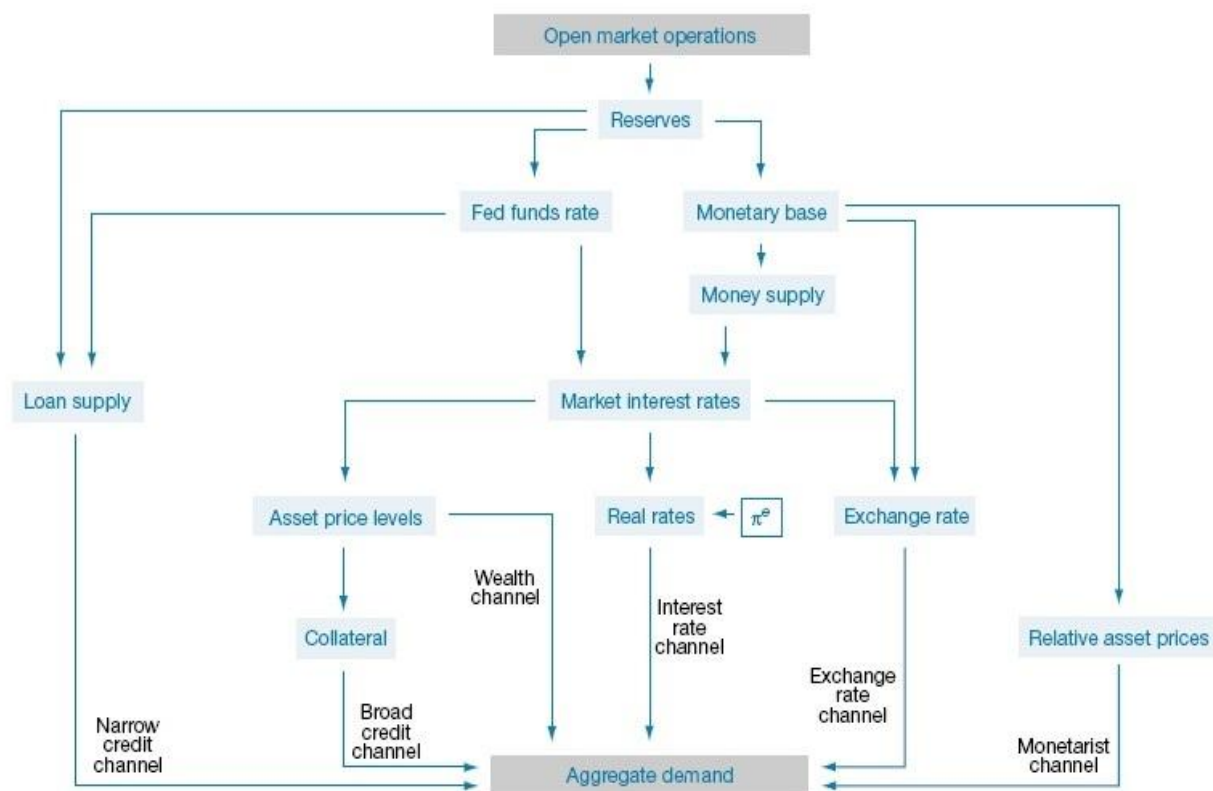 Open market operations
Reserves
Fed funds rate
Monetary base
Money supply
Loan supply
Market interest rates
Asset price levels
Real rates
πᵉ
Exchange rate
Wealth
channel
Interest
rate
channel
Collateral
Relative asset prices
Exchange
rate
channel
Broad
credit
channel
Narrow
credit
channel
Monetarist
channel
Aggregate demand